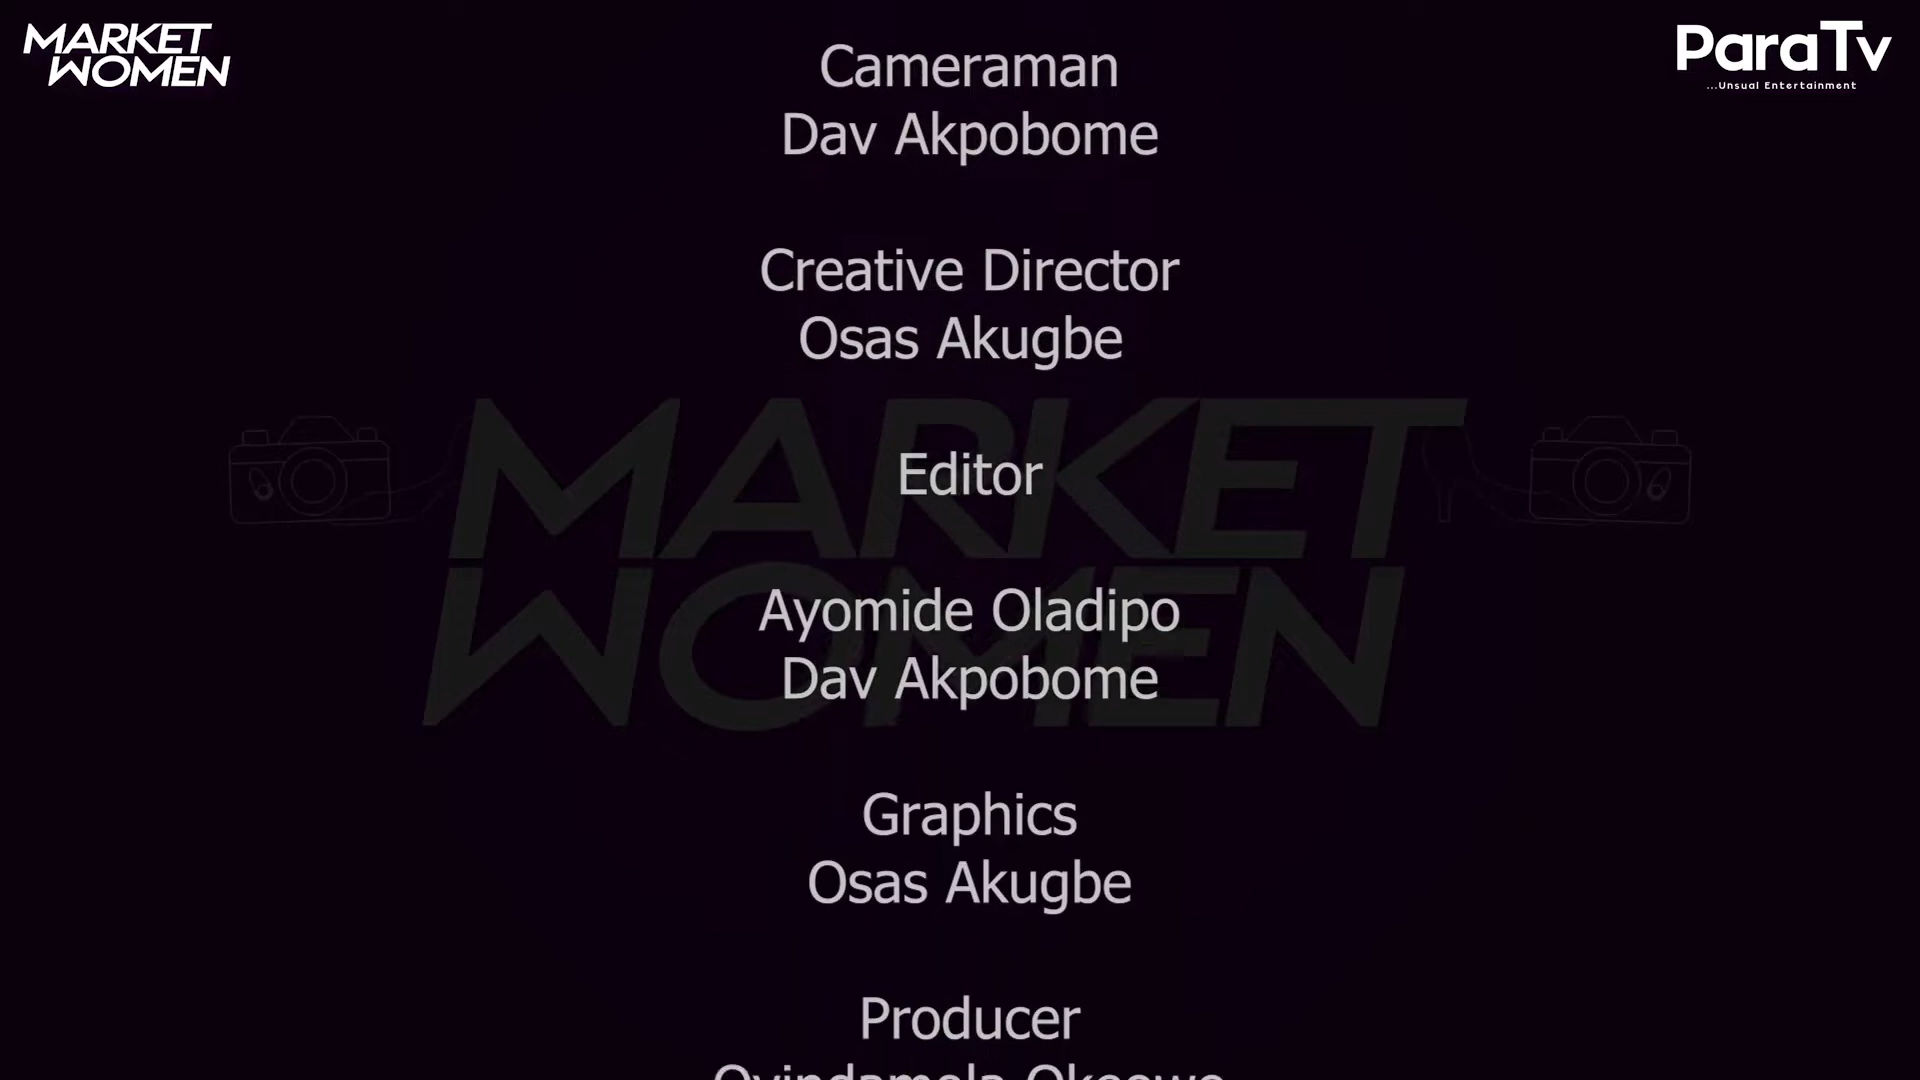 MARKET
WOMEN
ParaTv
...Unsual Entertainment
Cameraman
Dav Akpobome
Creative Director
Osas Akugbe
MARKET
WOMEN
Editor
Ayomide Oladipo
Dav Akpobome
Graphics
Osas Akugbe
Producer